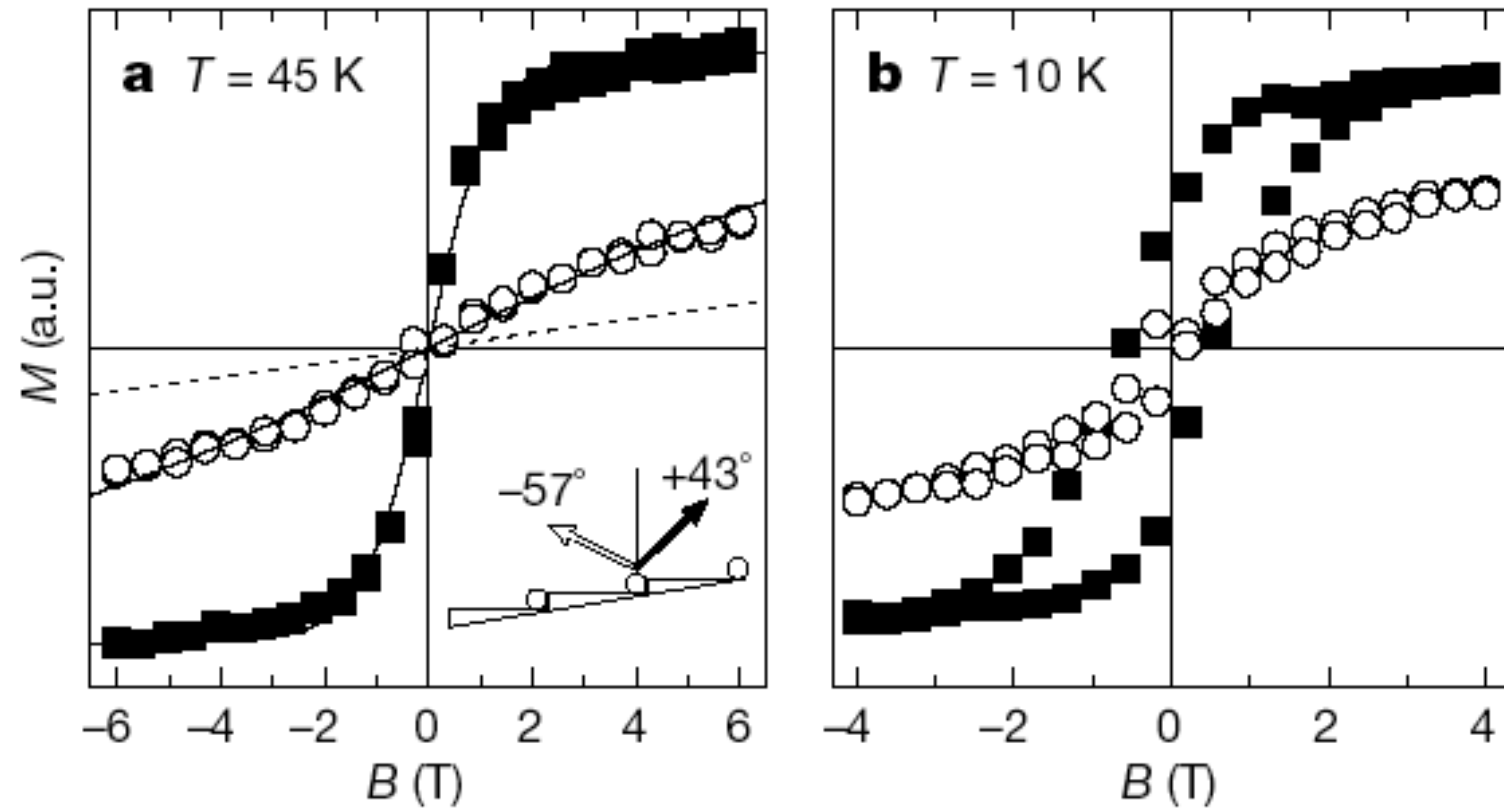 a T = 45 K
b T = 10 K
M (a.u.)
–57°
+43°
–6 –4 –2 0 2 4 6
–4 –2 0 2 4
B (T)
B (T)